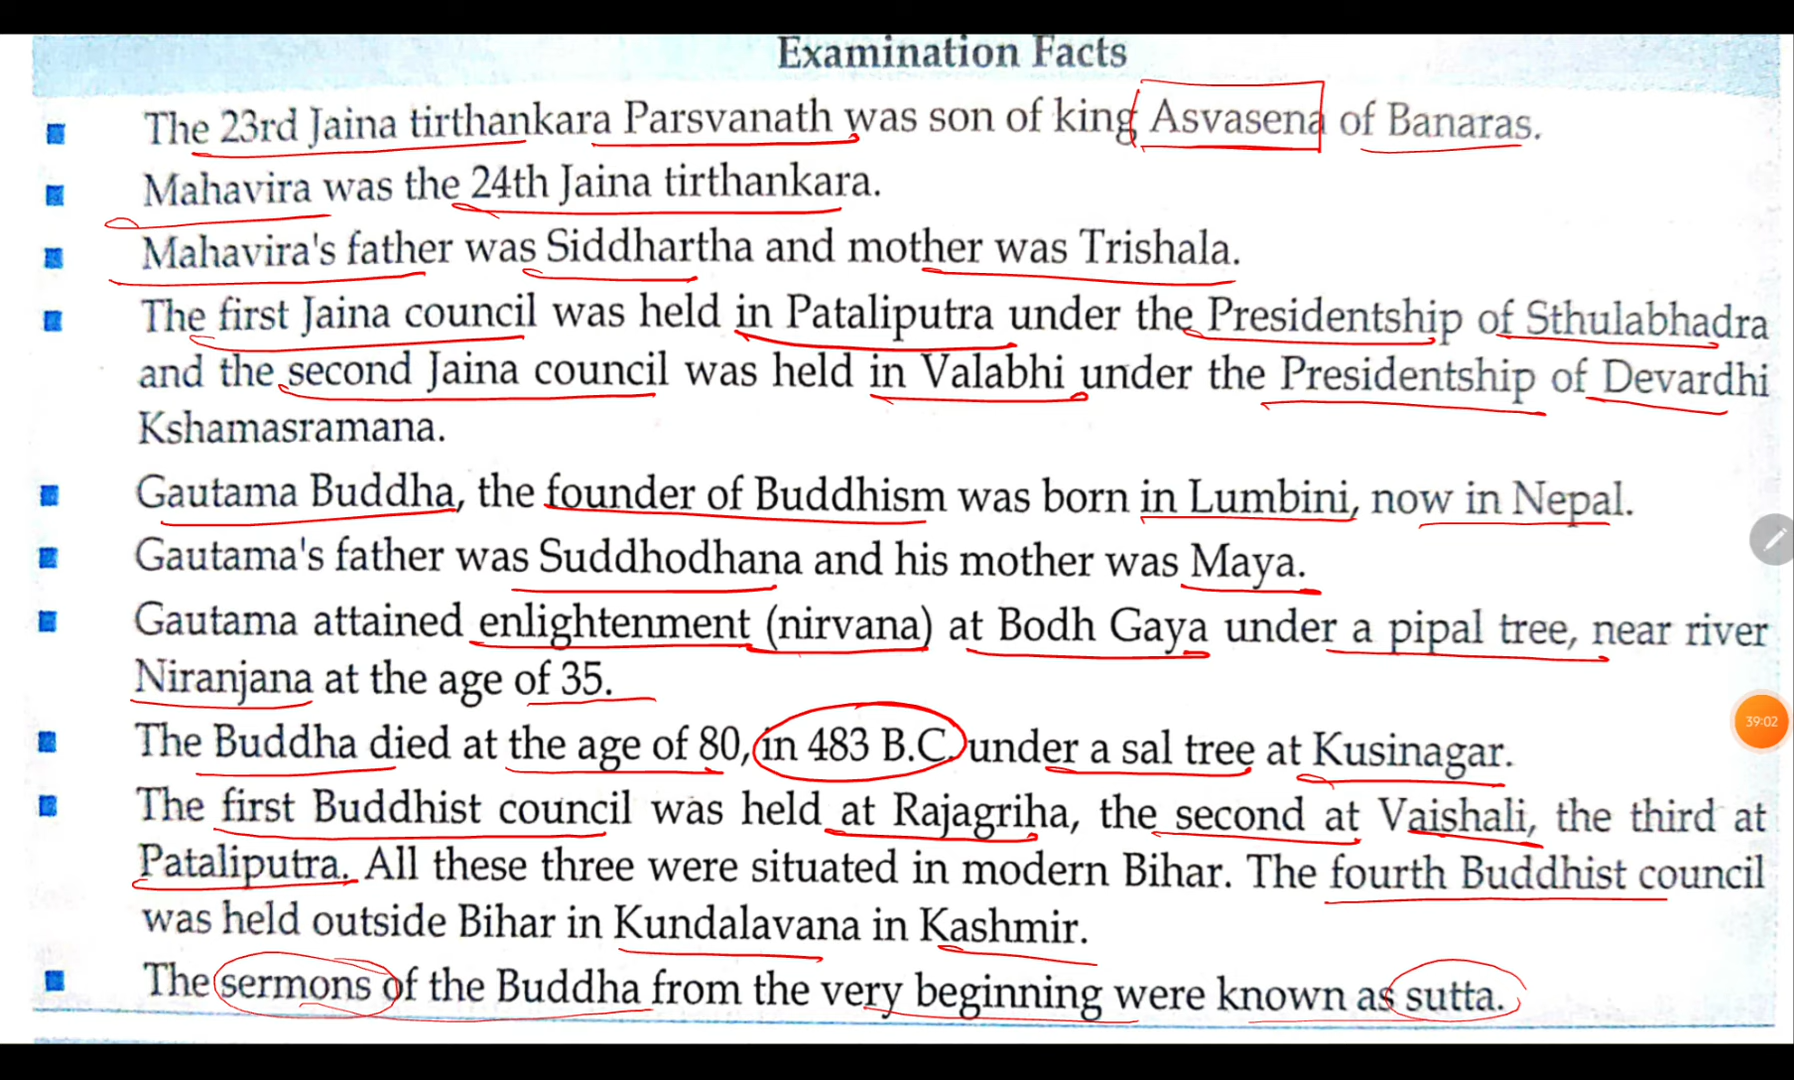 Examination Facts
The 23rd Jaina tirthankara Parsvanath was son of king Asvasena of Banaras.
Mahavira was the 24th Jaina tirthankara.
Mahavira's father was Siddhartha and mother was Trishala.
The first Jaina council was held in Pataliputra under the Presidentship of Sthulabhadra
and the second Jaina council was held in Valabhi under the Presidentship of Devardhi
Kshamasramana.
Gautama Buddha, the founder of Buddhism was born in Lumbini, now in Nepal.
Gautama's father was Suddhodhana and his mother was Maya.
Gautama attained enlightenment (nirvana) at Bodh Gaya under a pipal tree, near river
Niranjana at the age of 35.
The Buddha died at the age of 80, in 483 B.C. under a sal tree at Kusinagar.
The first Buddhist council was held at Rajagriha, the second at Vaishali, the third at
Pataliputra. All these three were situated in modern Bihar. The fourth Buddhist council
was held outside Bihar in Kundalavana in Kashmir.
The sermons of the Buddha from the very beginning were known as sutta.
39:02